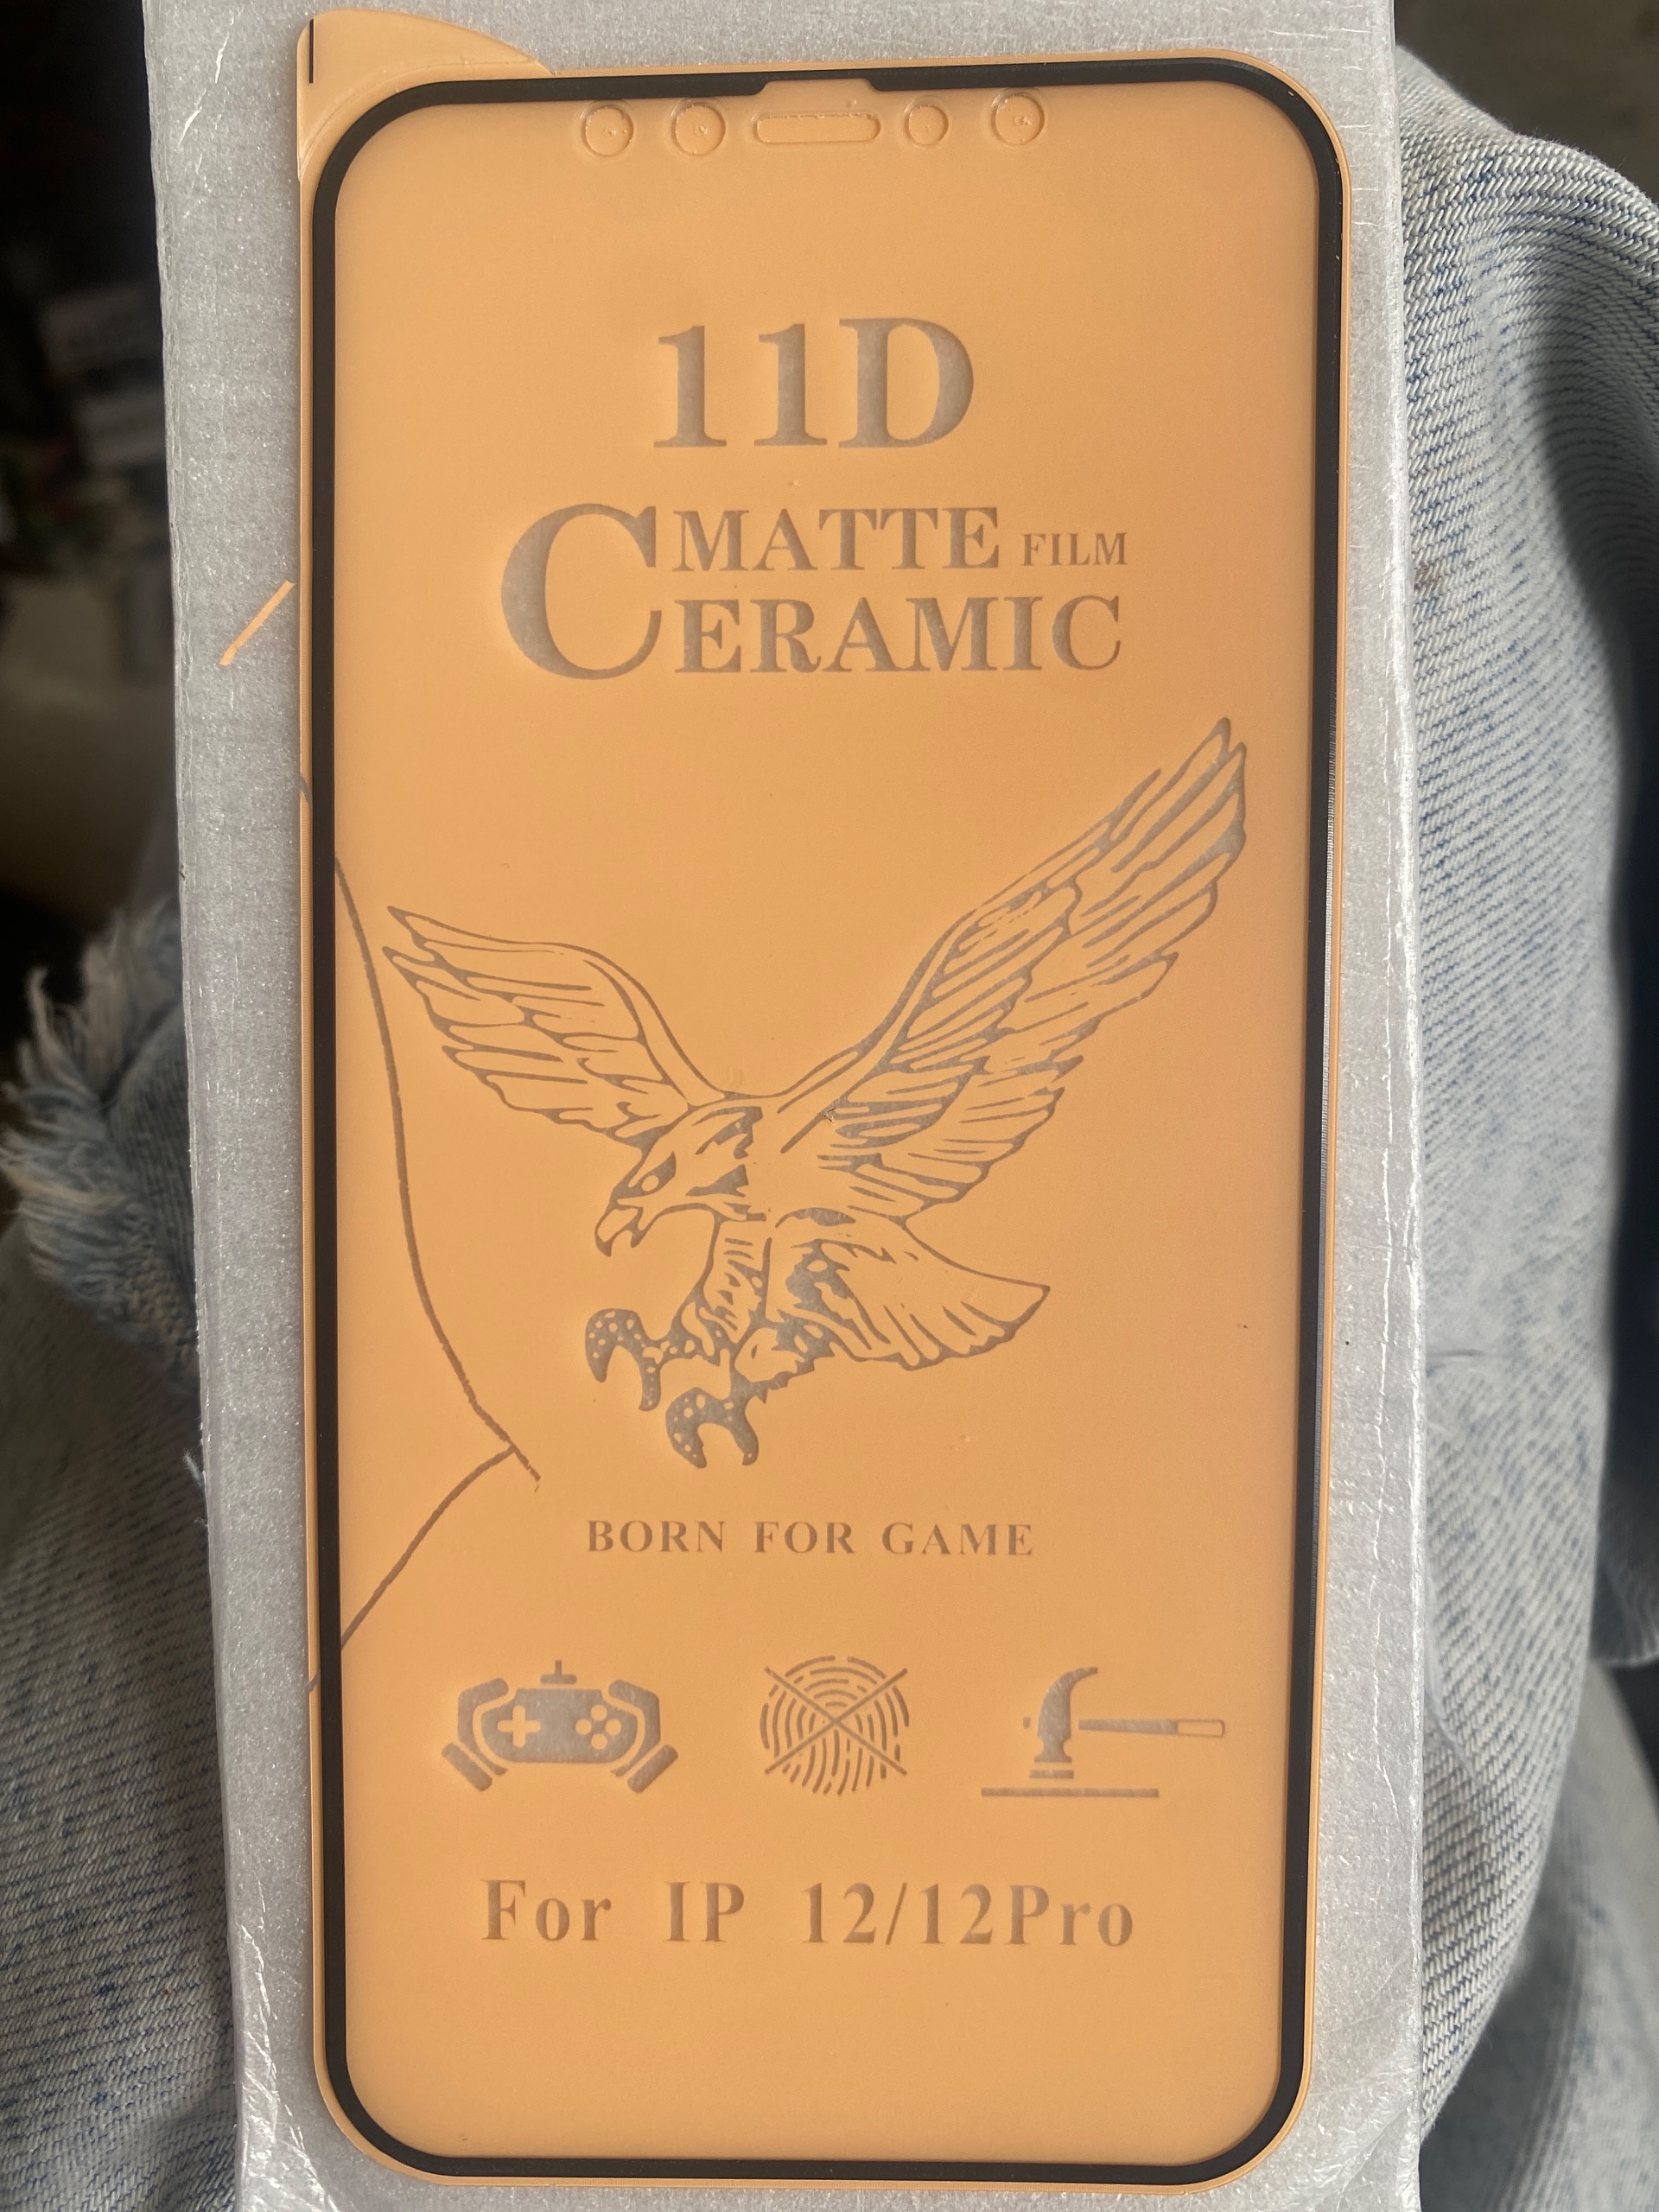 11D
CERAMIC MATTE FILM
BORN FOR GAME
For IP 12/12Pro